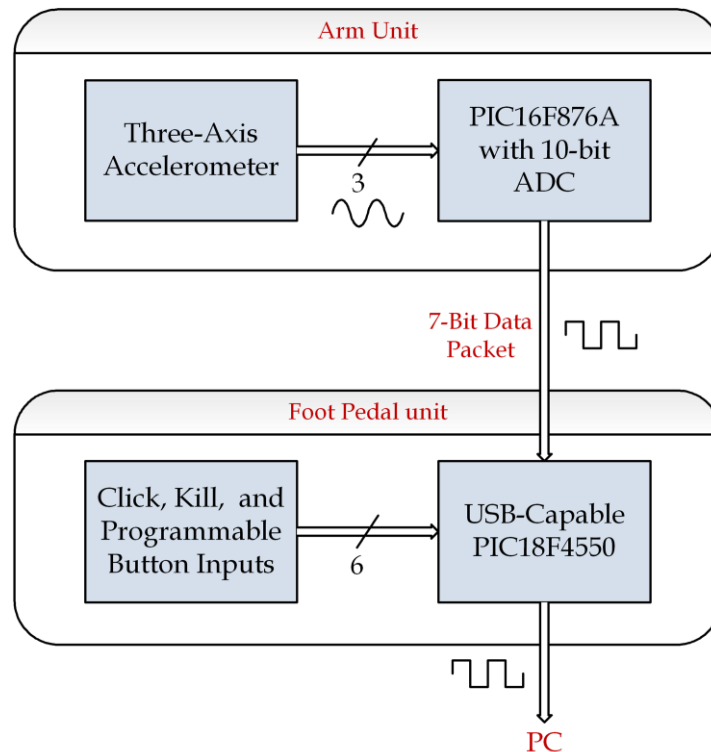 Arm Unit
Three-Axis
Accelerometer
3
PIC16F876A
with 10-bit
ADC
7-Bit Data
Packet
Foot Pedal unit
Click, Kill, and
Programmable
Button Inputs
6
USB-Capable
PIC18F4550
PC